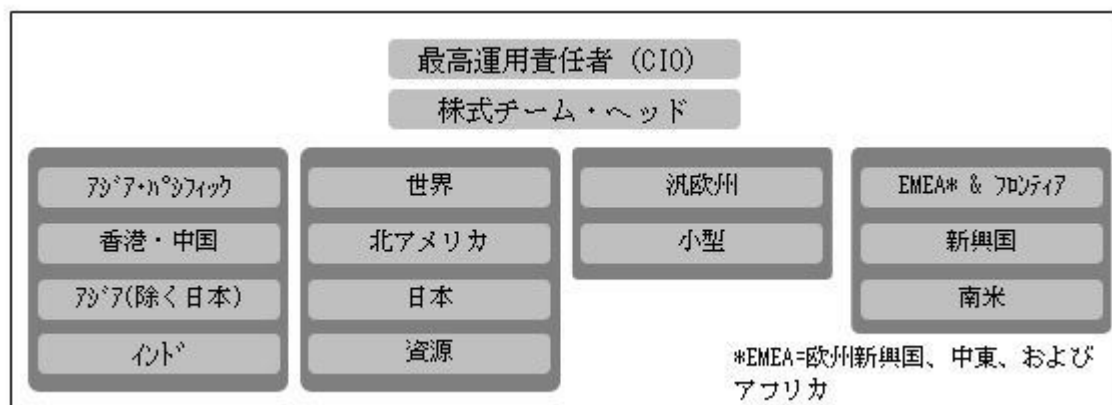 最高運用責任者 (CIO)
株式チーム・ヘッド
ｱｼﾞｱ・ﾊﾟｼﾌｨｯｸ
香港・中国
ｱｼﾞｱ(除く日本)
ｲﾝﾄﾞ
世界
北アメリカ
日本
資源
汎欧州
小型
EMEA* & ﾌﾛﾝﾃｨｱ
新興国
南米
*EMEA=欧州新興国、中東、および
アフリカ